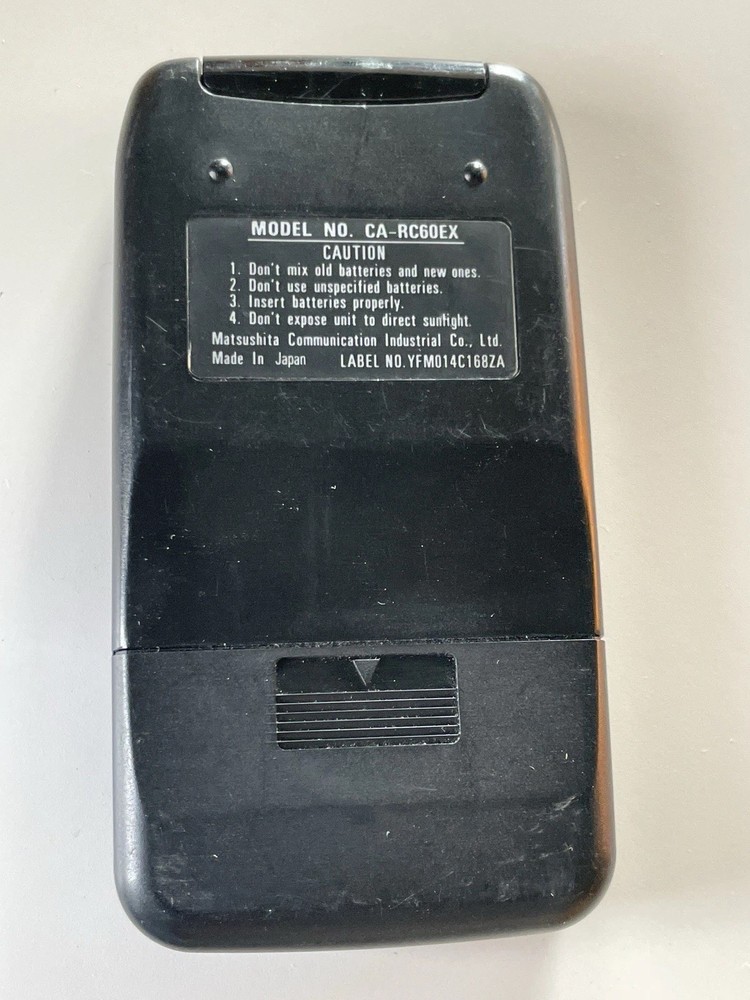 MODEL NO. CA-RC60EX
CAUTION
1. Don't mix old batteries and new ones.
2. Don't use unspecified batteries.
3. Insert batteries properly.
4. Don't expose unit to direct sunlight.
Matsushita Communication Industrial Co., Ltd.
Made In Japan LABEL NO.YFM014C168ZA